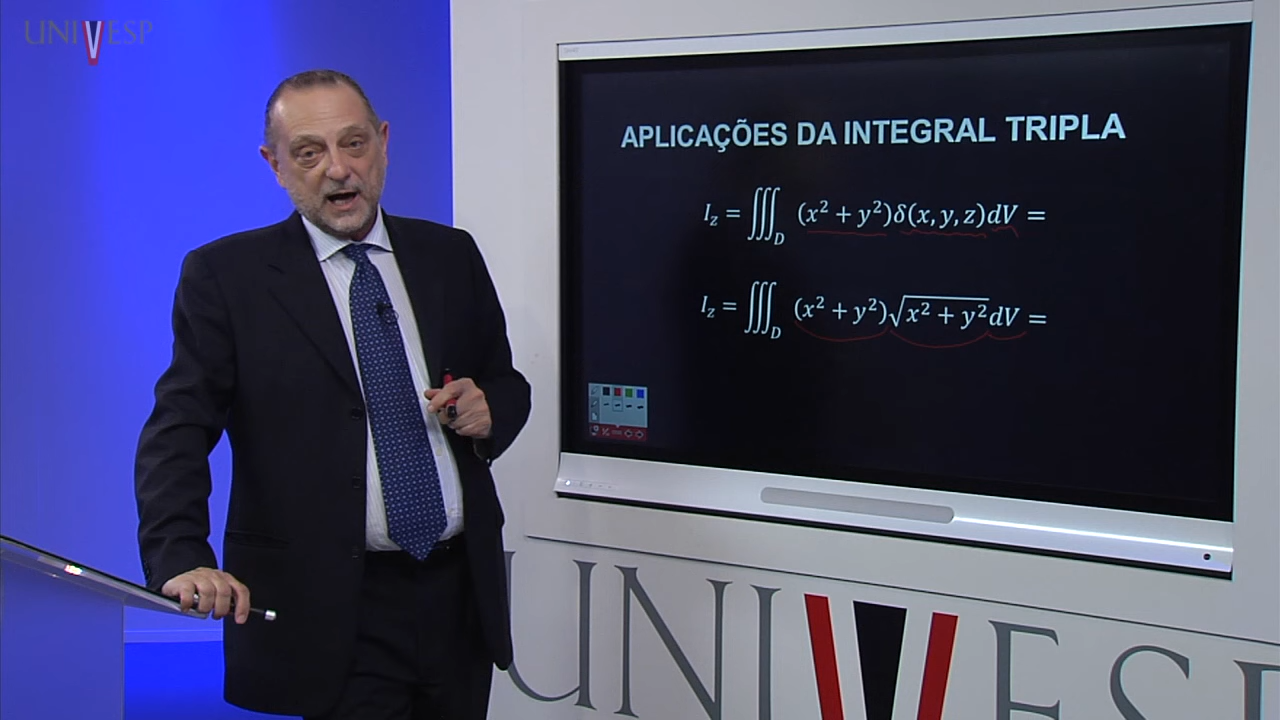 UNIVESP
APLICAÇÕES DA INTEGRAL TRIPLA
I_z = ∭_D (x² + y²)δ(x, y, z)dV =
I_z = ∭_D (x² + y²)√(x² + y²)dV =
UNIVESP